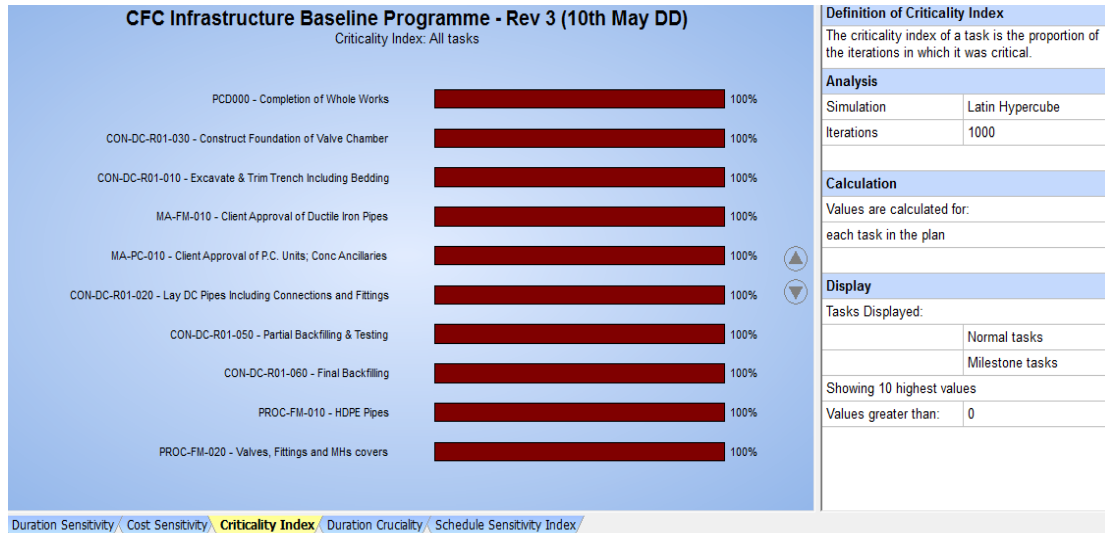 CFC Infrastructure Baseline Programme - Rev 3 (10th May DD)
Criticality Index: All tasks
PCD000 - Completion of Whole Works 100%
CON-DC-R01-030 - Construct Foundation of Valve Chamber 100%
CON-DC-R01-010 - Excavate & Trim Trench Including Bedding 100%
MA-FM-010 - Client Approval of Ductile Iron Pipes 100%
MA-PC-010 - Client Approval of P.C. Units; Conc Ancillaries 100%
CON-DC-R01-020 - Lay DC Pipes Including Connections and Fittings 100%
CON-DC-R01-050 - Partial Backfilling & Testing 100%
CON-DC-R01-060 - Final Backfilling 100%
PROC-FM-010 - HDPE Pipes 100%
PROC-FM-020 - Valves, Fittings and MHs covers 100%
Definition of Criticality Index
The criticality index of a task is the proportion of
the iterations in which it was critical.
Analysis
Simulation Latin Hypercube
Iterations 1000
Calculation
Values are calculated for:
each task in the plan
Display
Tasks Displayed:
Normal tasks
Milestone tasks
Showing 10 highest values
Values greater than: 0
Duration Sensitivity Cost Sensitivity Criticality Index Duration Cruciality Schedule Sensitivity Index